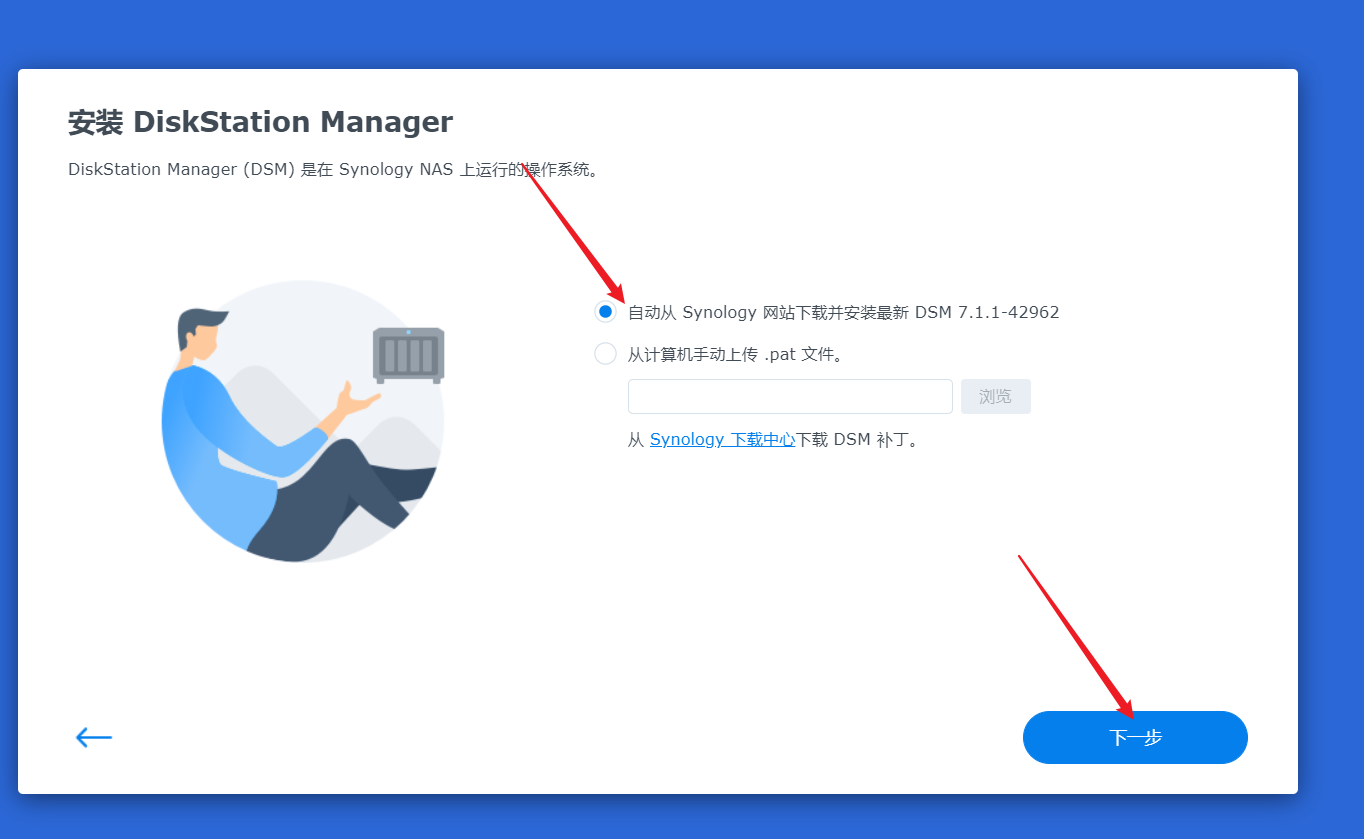 安装 DiskStation Manager
DiskStation Manager (DSM) 是在 Synology NAS 上运行的操作系统。
自动从 Synology 网站下载并安装最新 DSM 7.1.1-42962
从计算机手动上传 .pat 文件。
浏览
从 Synology 下载中心下载 DSM 补丁。
下一步